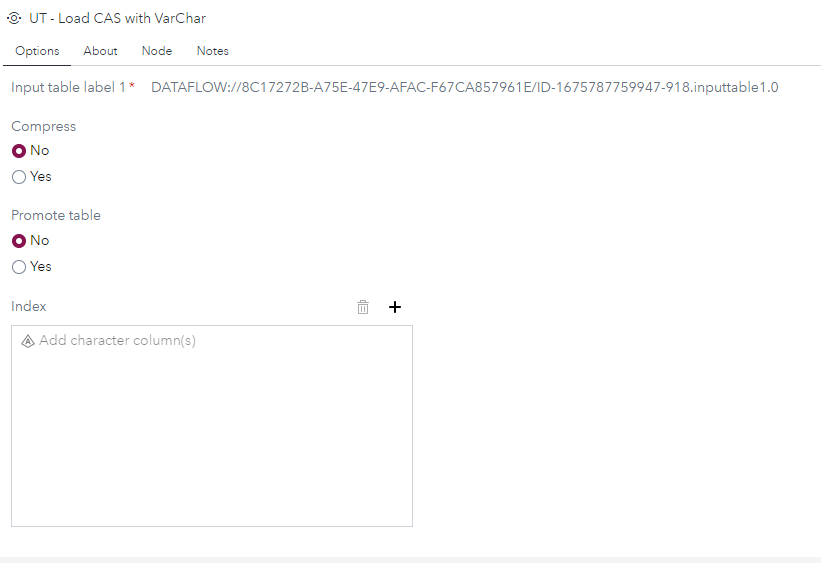 UT - Load CAS with VarChar
Options About Node Notes
Input table label 1 * DATAFLOW://8C17272B-A75E-47E9-AFAC-F67CA857961E/ID-1675787759947-918.inputtable1.0
Compress
No
Yes
Promote table
No
Yes
Index
Add character column(s)